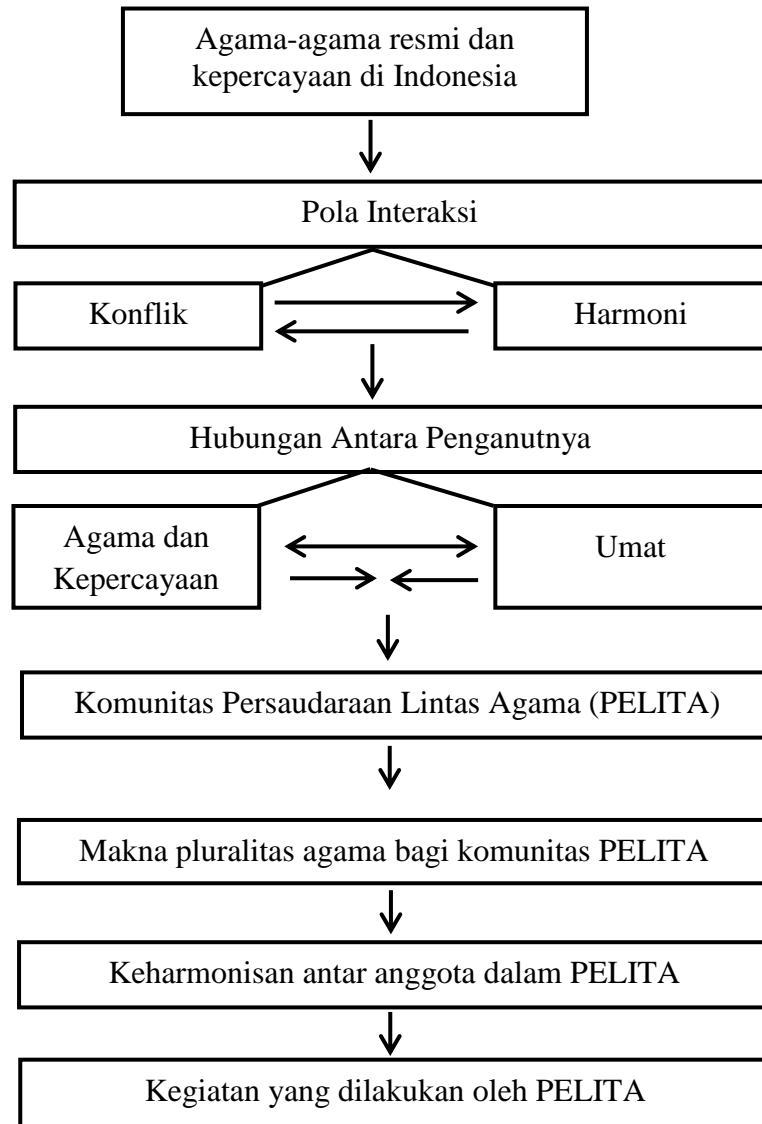 Agama-agama resmi dan
kepercayaan di Indonesia
Pola Interaksi
Konflik
Harmoni
Hubungan Antara Penganutnya
Agama dan
Kepercayaan
Umat
Komunitas Persaudaraan Lintas Agama (PELITA)
Makna pluralitas agama bagi komunitas PELITA
Keharmonisan antar anggota dalam PELITA
Kegiatan yang dilakukan oleh PELITA